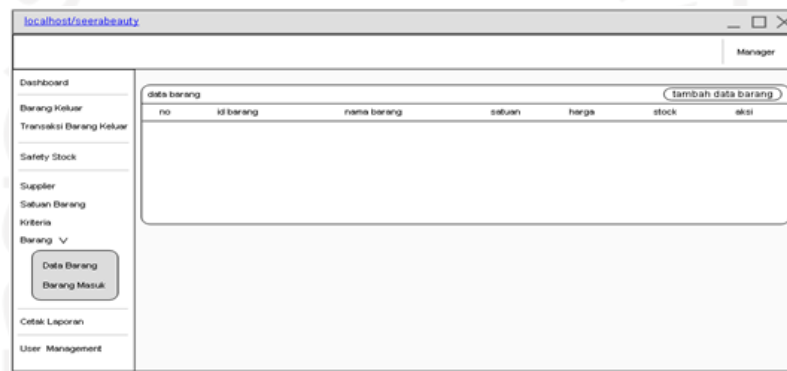 localhost/seerabeauty
Manager
Dashboard
Barang Keluar
Transaksi Barang Keluar
Safety Stock
Supplier
Satuan Barang
Kriteria
Barang
Data Barang
Barang Masuk
Cetak Laporan
User Management
data barang
tambah data barang
no id barang nama barang satuan harga stock aksi